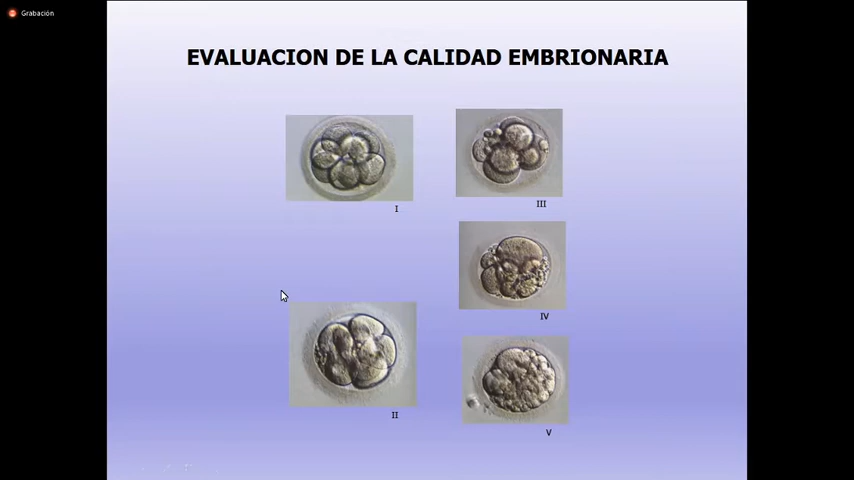 Grabación
EVALUACION DE LA CALIDAD EMBRIONARIA
I
III
IV
II
V